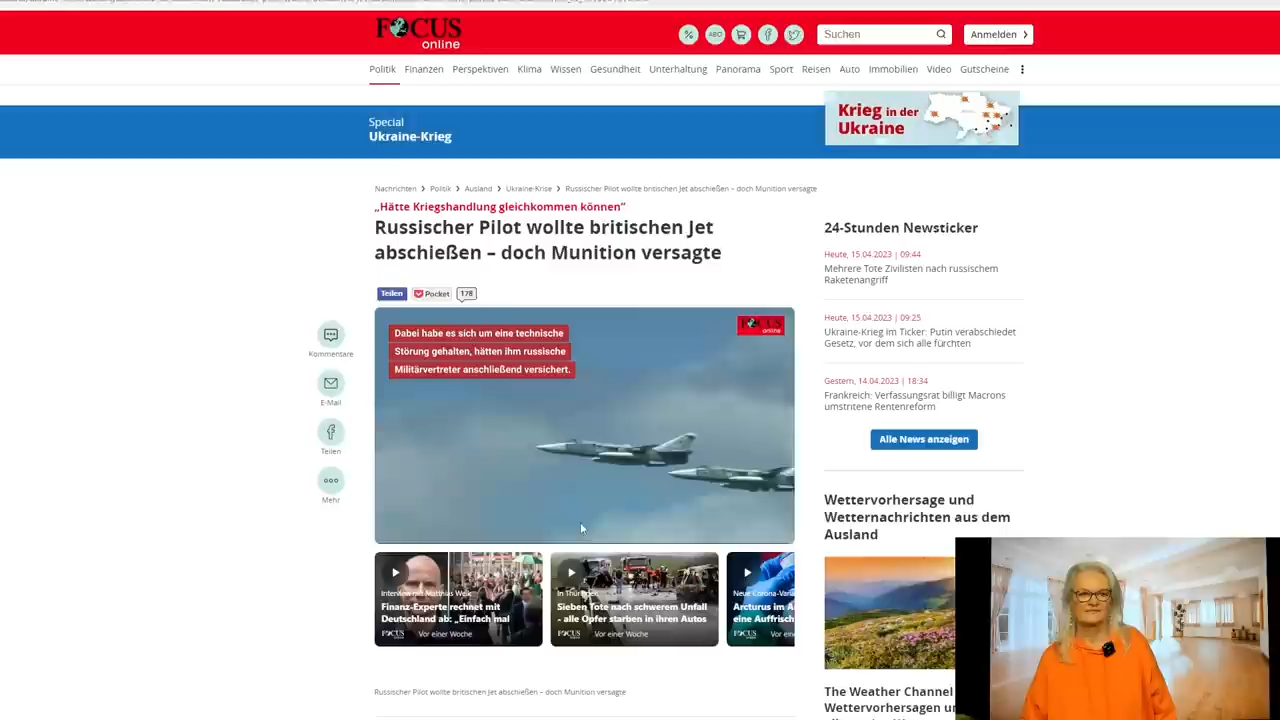 FOCUS
online
ABO
Suchen
Anmelden
Politik Finanzen Perspektiven Klima Wissen Gesundheit Unterhaltung Panorama Sport Reisen Auto Immobilien Video Gutscheine
Special
Ukraine-Krieg
Krieg in der
Ukraine
Nachrichten > Politik > Ausland > Ukraine-Krise > Russischer Pilot wollte britischen Jet abschießen – doch Munition versagte
„Hätte Kriegshandlung gleichkommen können“
Russischer Pilot wollte britischen Jet
abschießen – doch Munition versagte
Teilen Pocket 178
Kommentare
E-Mail
Teilen
Mehr
FOCUS
online
Dabei habe es sich um eine technische
Störung gehalten, hätten ihm russische
Militärvertreter anschließend versichert.
Interview mit Matthias Weik
Finanz-Experte rechnet mit
Deutschland ab: „Einfach mal
FOCUS Vor einer Woche
In Thüringen
Sieben Tote nach schwerem Unfall
- alle Opfer starben in ihren Autos
FOCUS Vor einer Woche
Neue Corona-Varia
Arcturus im A
eine Auffrisch
FOCUS Vor ein
Russischer Pilot wollte britischen Jet abschießen – doch Munition versagte
24-Stunden Newsticker
Heute, 15.04.2023 | 09:44
Mehrere Tote Zivilisten nach russischem
Raketenangriff
Heute, 15.04.2023 | 09:25
Ukraine-Krieg im Ticker: Putin verabschiedet
Gesetz, vor dem sich alle fürchten
Gestern, 14.04.2023 | 18:34
Frankreich: Verfassungsrat billigt Macrons
umstrittene Rentenreform
Alle News anzeigen
Wettervorhersage und
Wetternachrichten aus dem
Ausland
The Weather Channel
Wettervorhersagen un